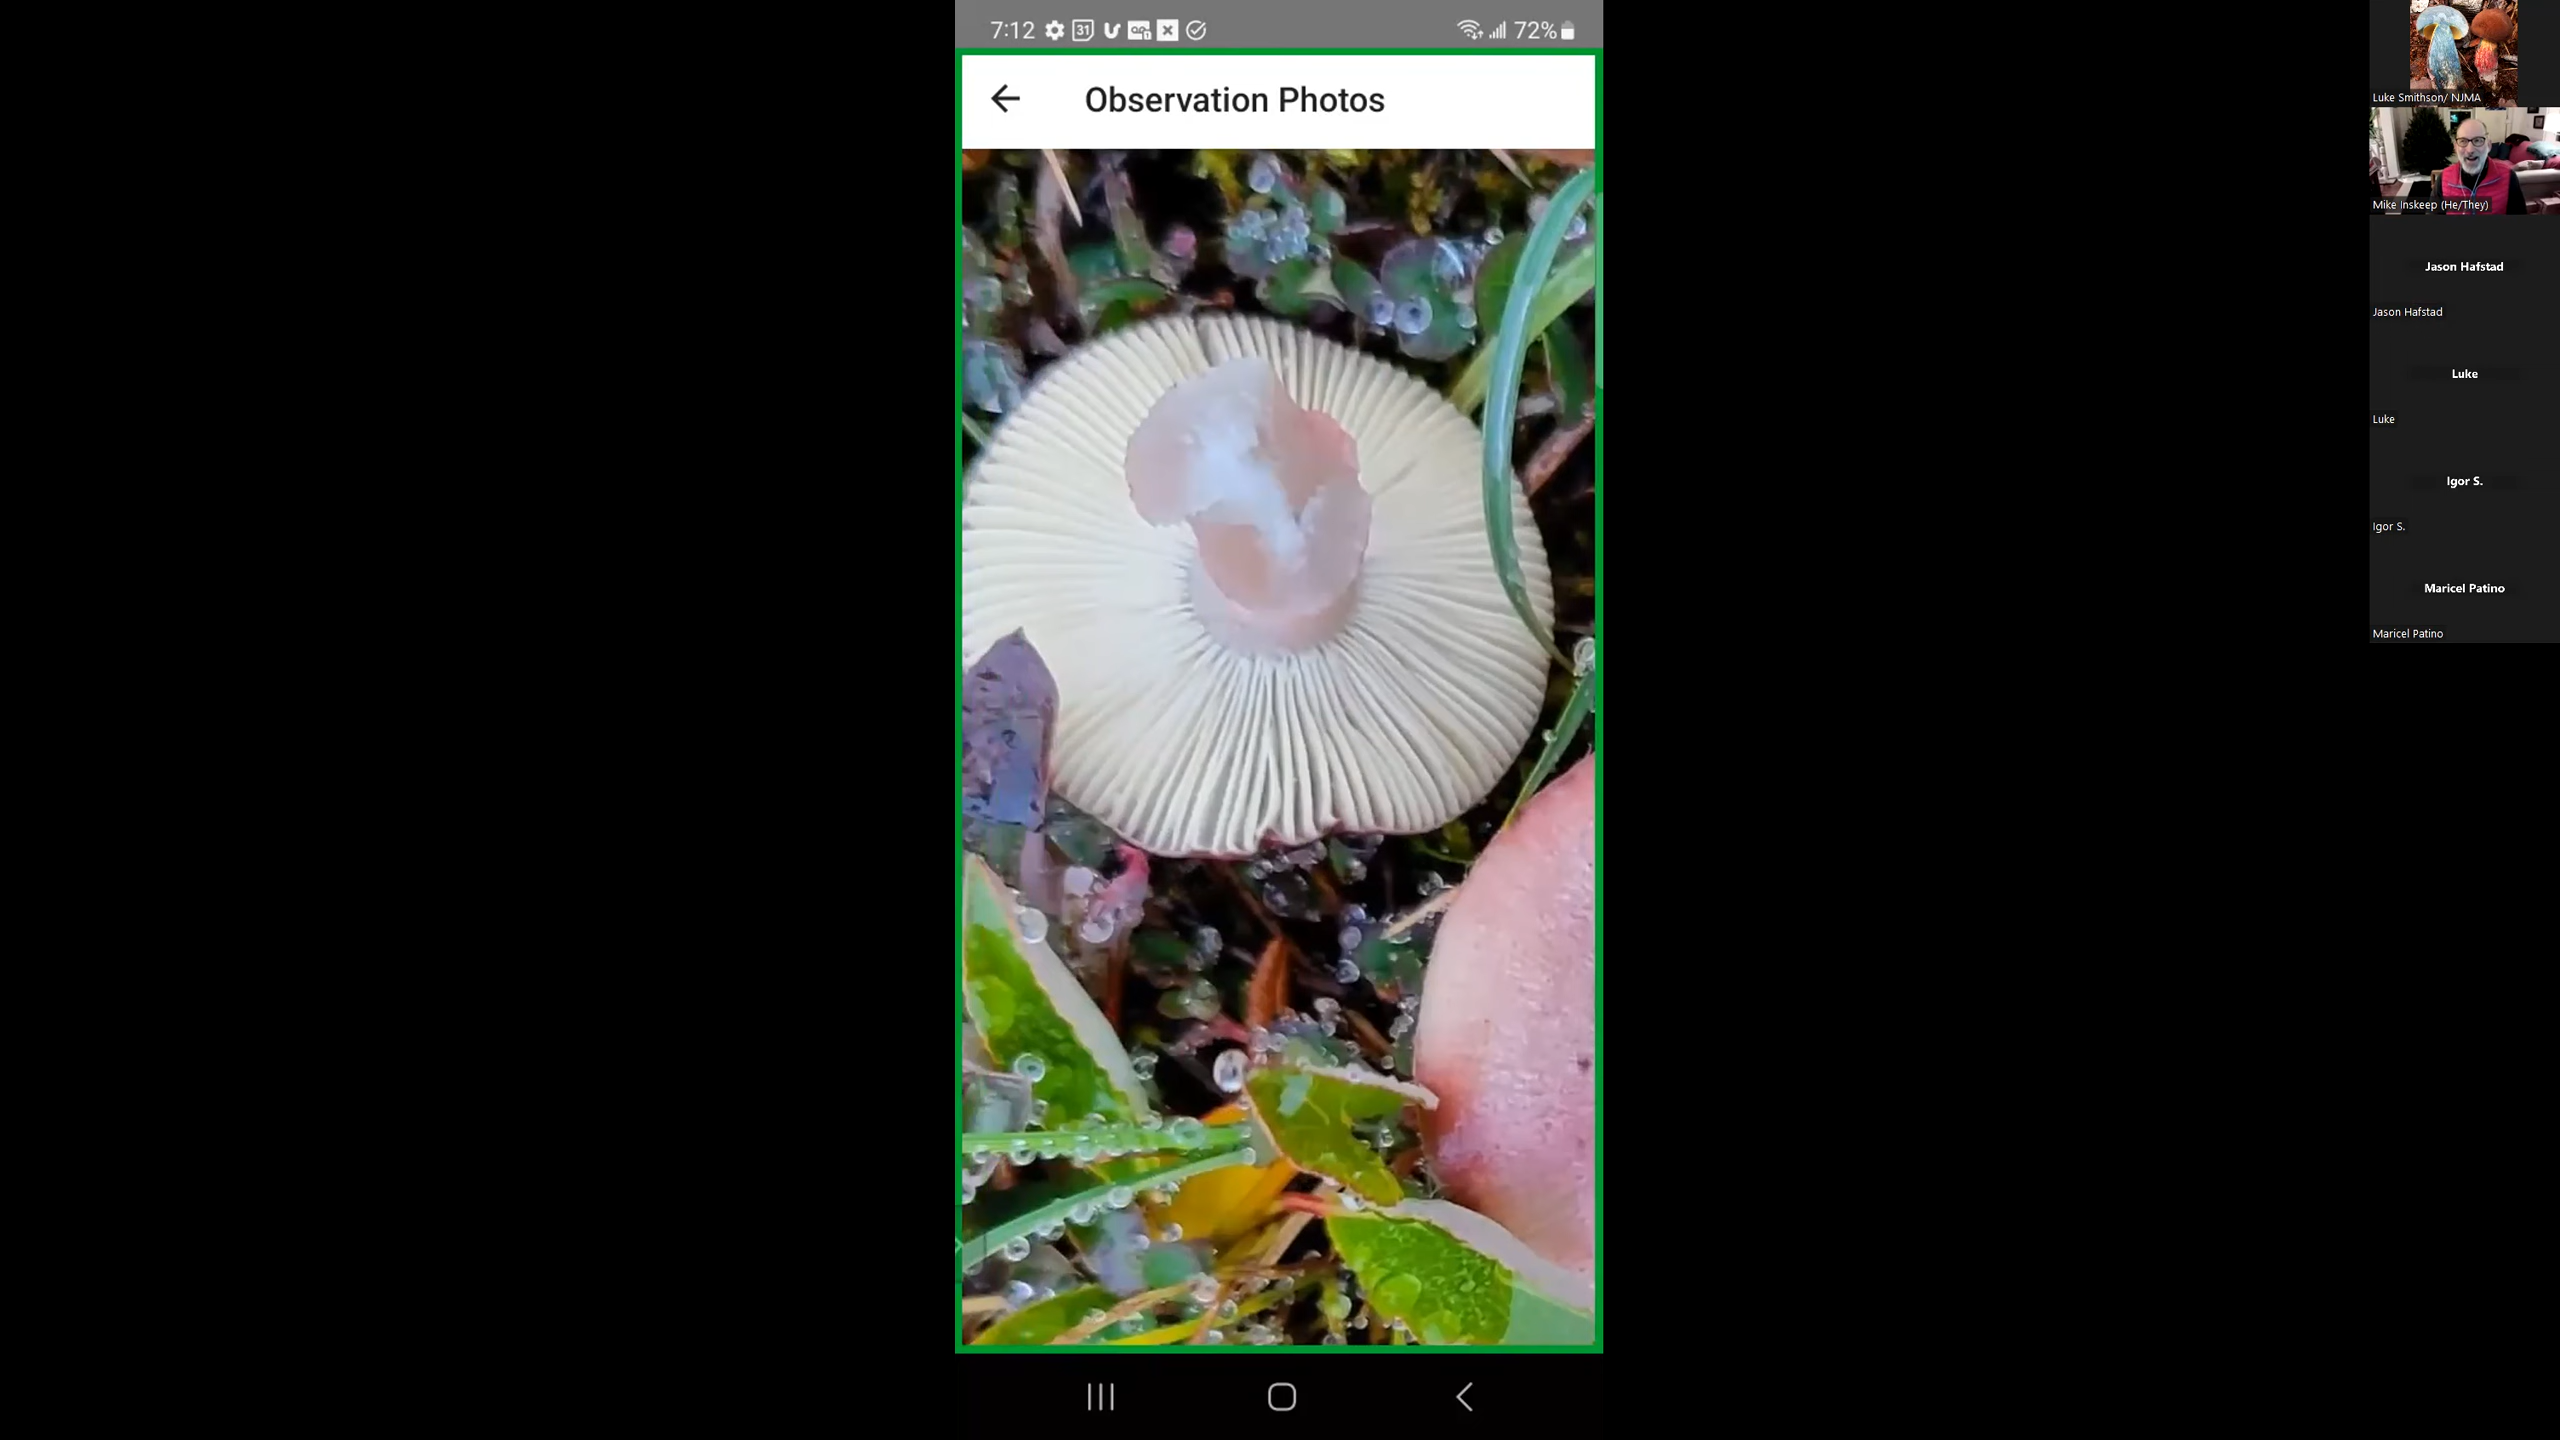 7:12
31
72%
Observation Photos
Luke Smithson/ NJMA
Mike Inskeep (He/They)
Jason Hafstad
Jason Hafstad
Luke
Luke
Igor S.
Igor S.
Maricel Patino
Maricel Patino